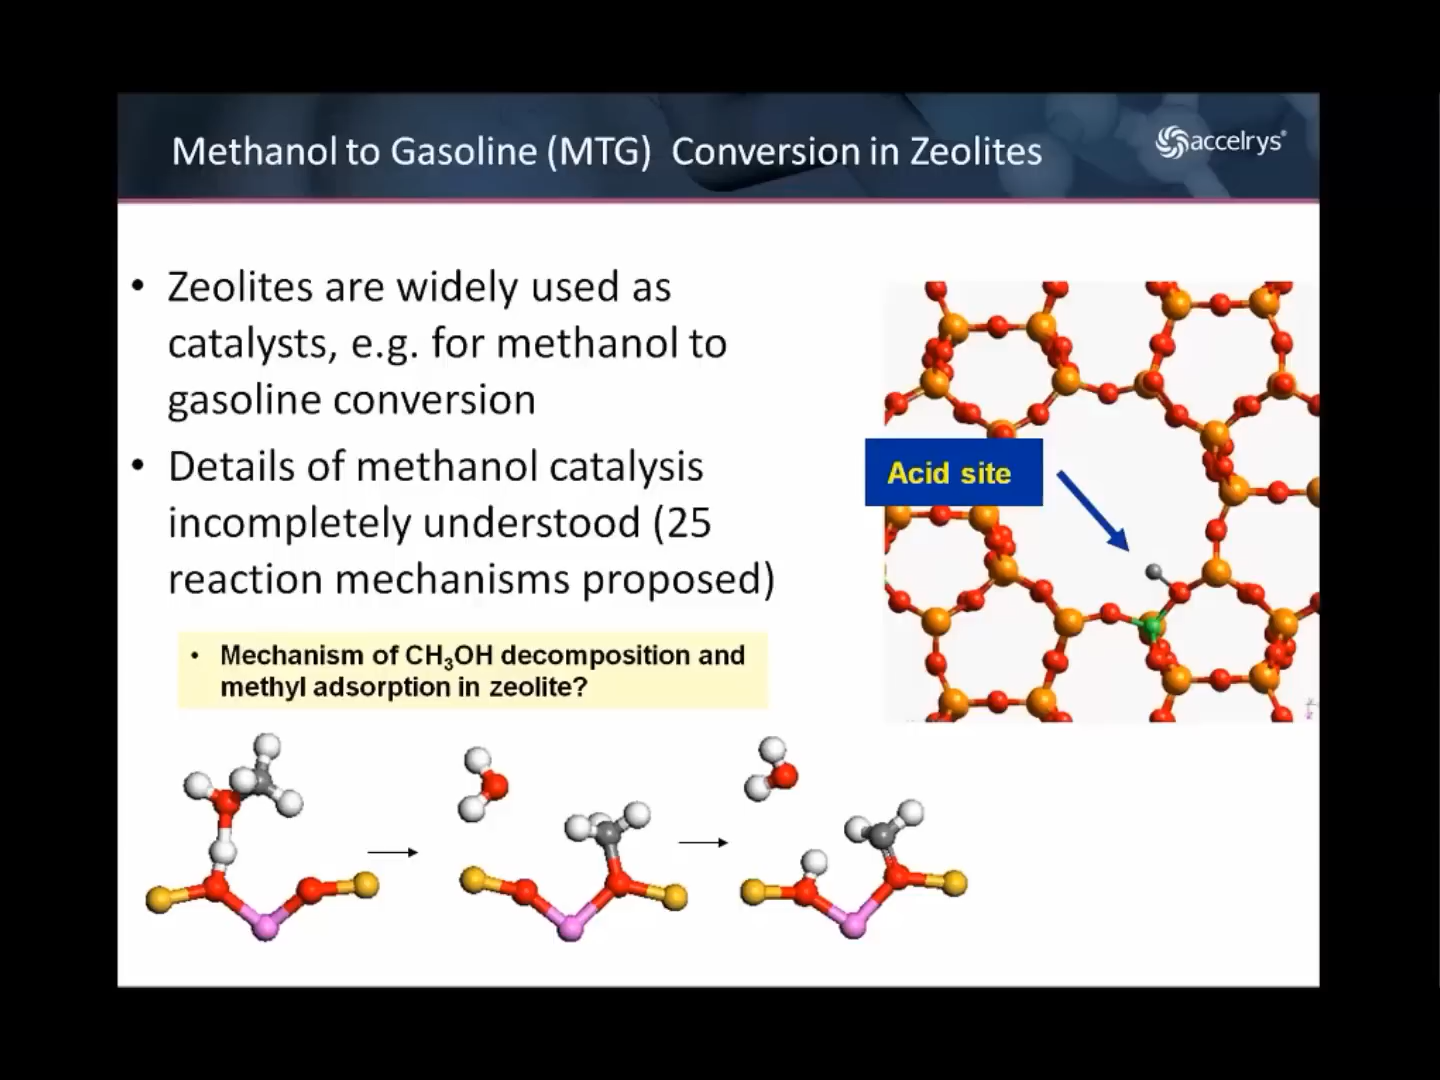 Methanol to Gasoline (MTG) Conversion in Zeolites
accelrys®
• Zeolites are widely used as
catalysts, e.g. for methanol to
gasoline conversion
• Details of methanol catalysis
incompletely understood (25
reaction mechanisms proposed)
Acid site
• Mechanism of CH₃OH decomposition and
methyl adsorption in zeolite?